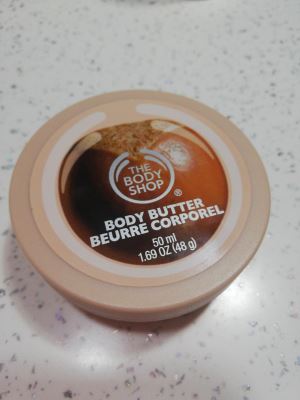 THE
BODY
SHOP
®
BODY BUTTER
BEURRE CORPOREL
50 ml
1.69 OZ (48 g)